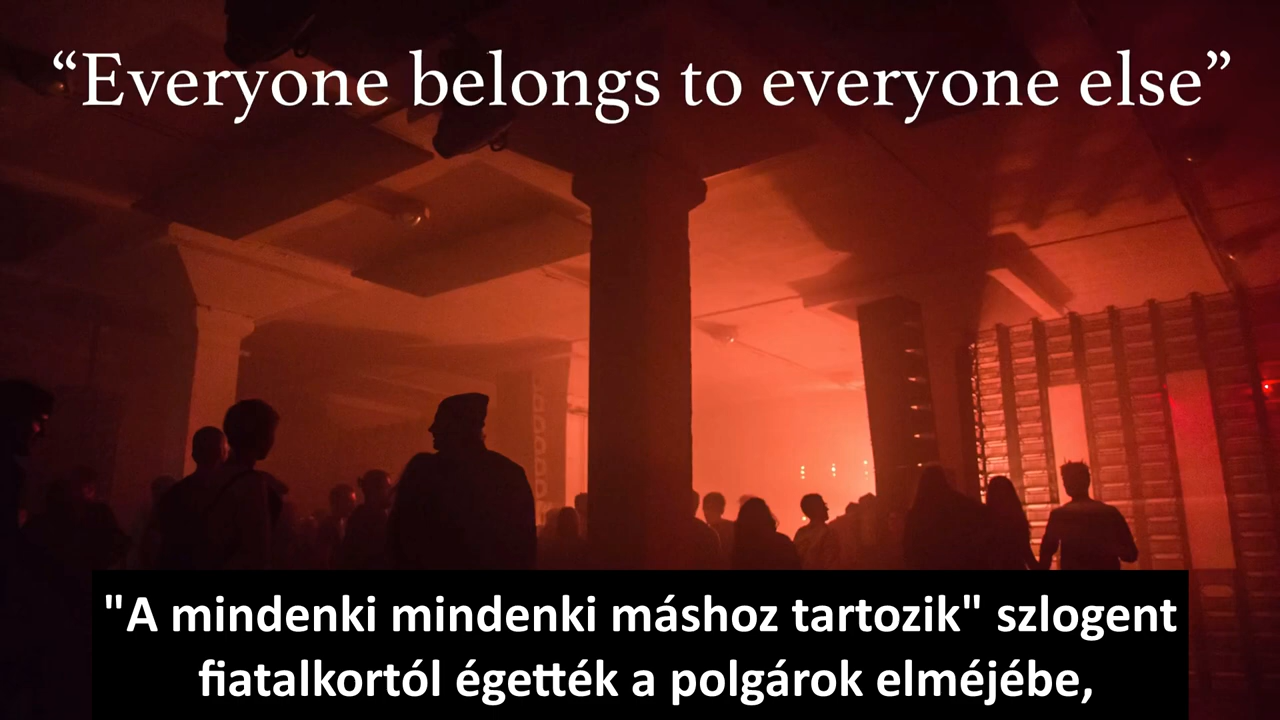 “Everyone belongs to everyone else”
"A mindenki mindenki máshoz tartozik" szlogent
fiatalkortól égették a polgárok elméjébe,